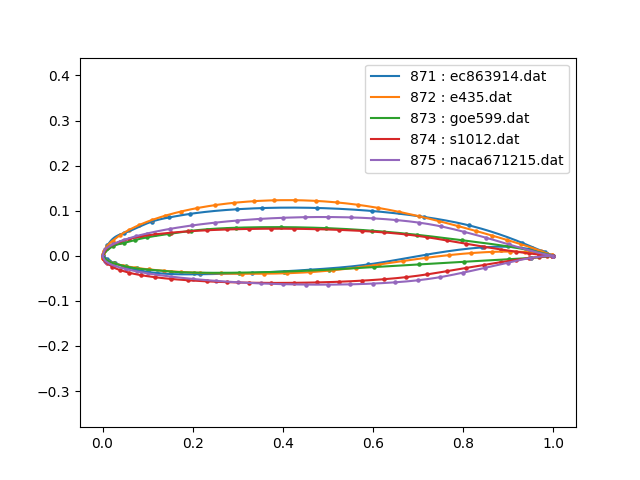 0.4
0.3
0.2
0.1
0.0
−0.1
−0.2
−0.3
0.0 0.2 0.4 0.6 0.8 1.0
871 : ec863914.dat
872 : e435.dat
873 : goe599.dat
874 : s1012.dat
875 : naca671215.dat